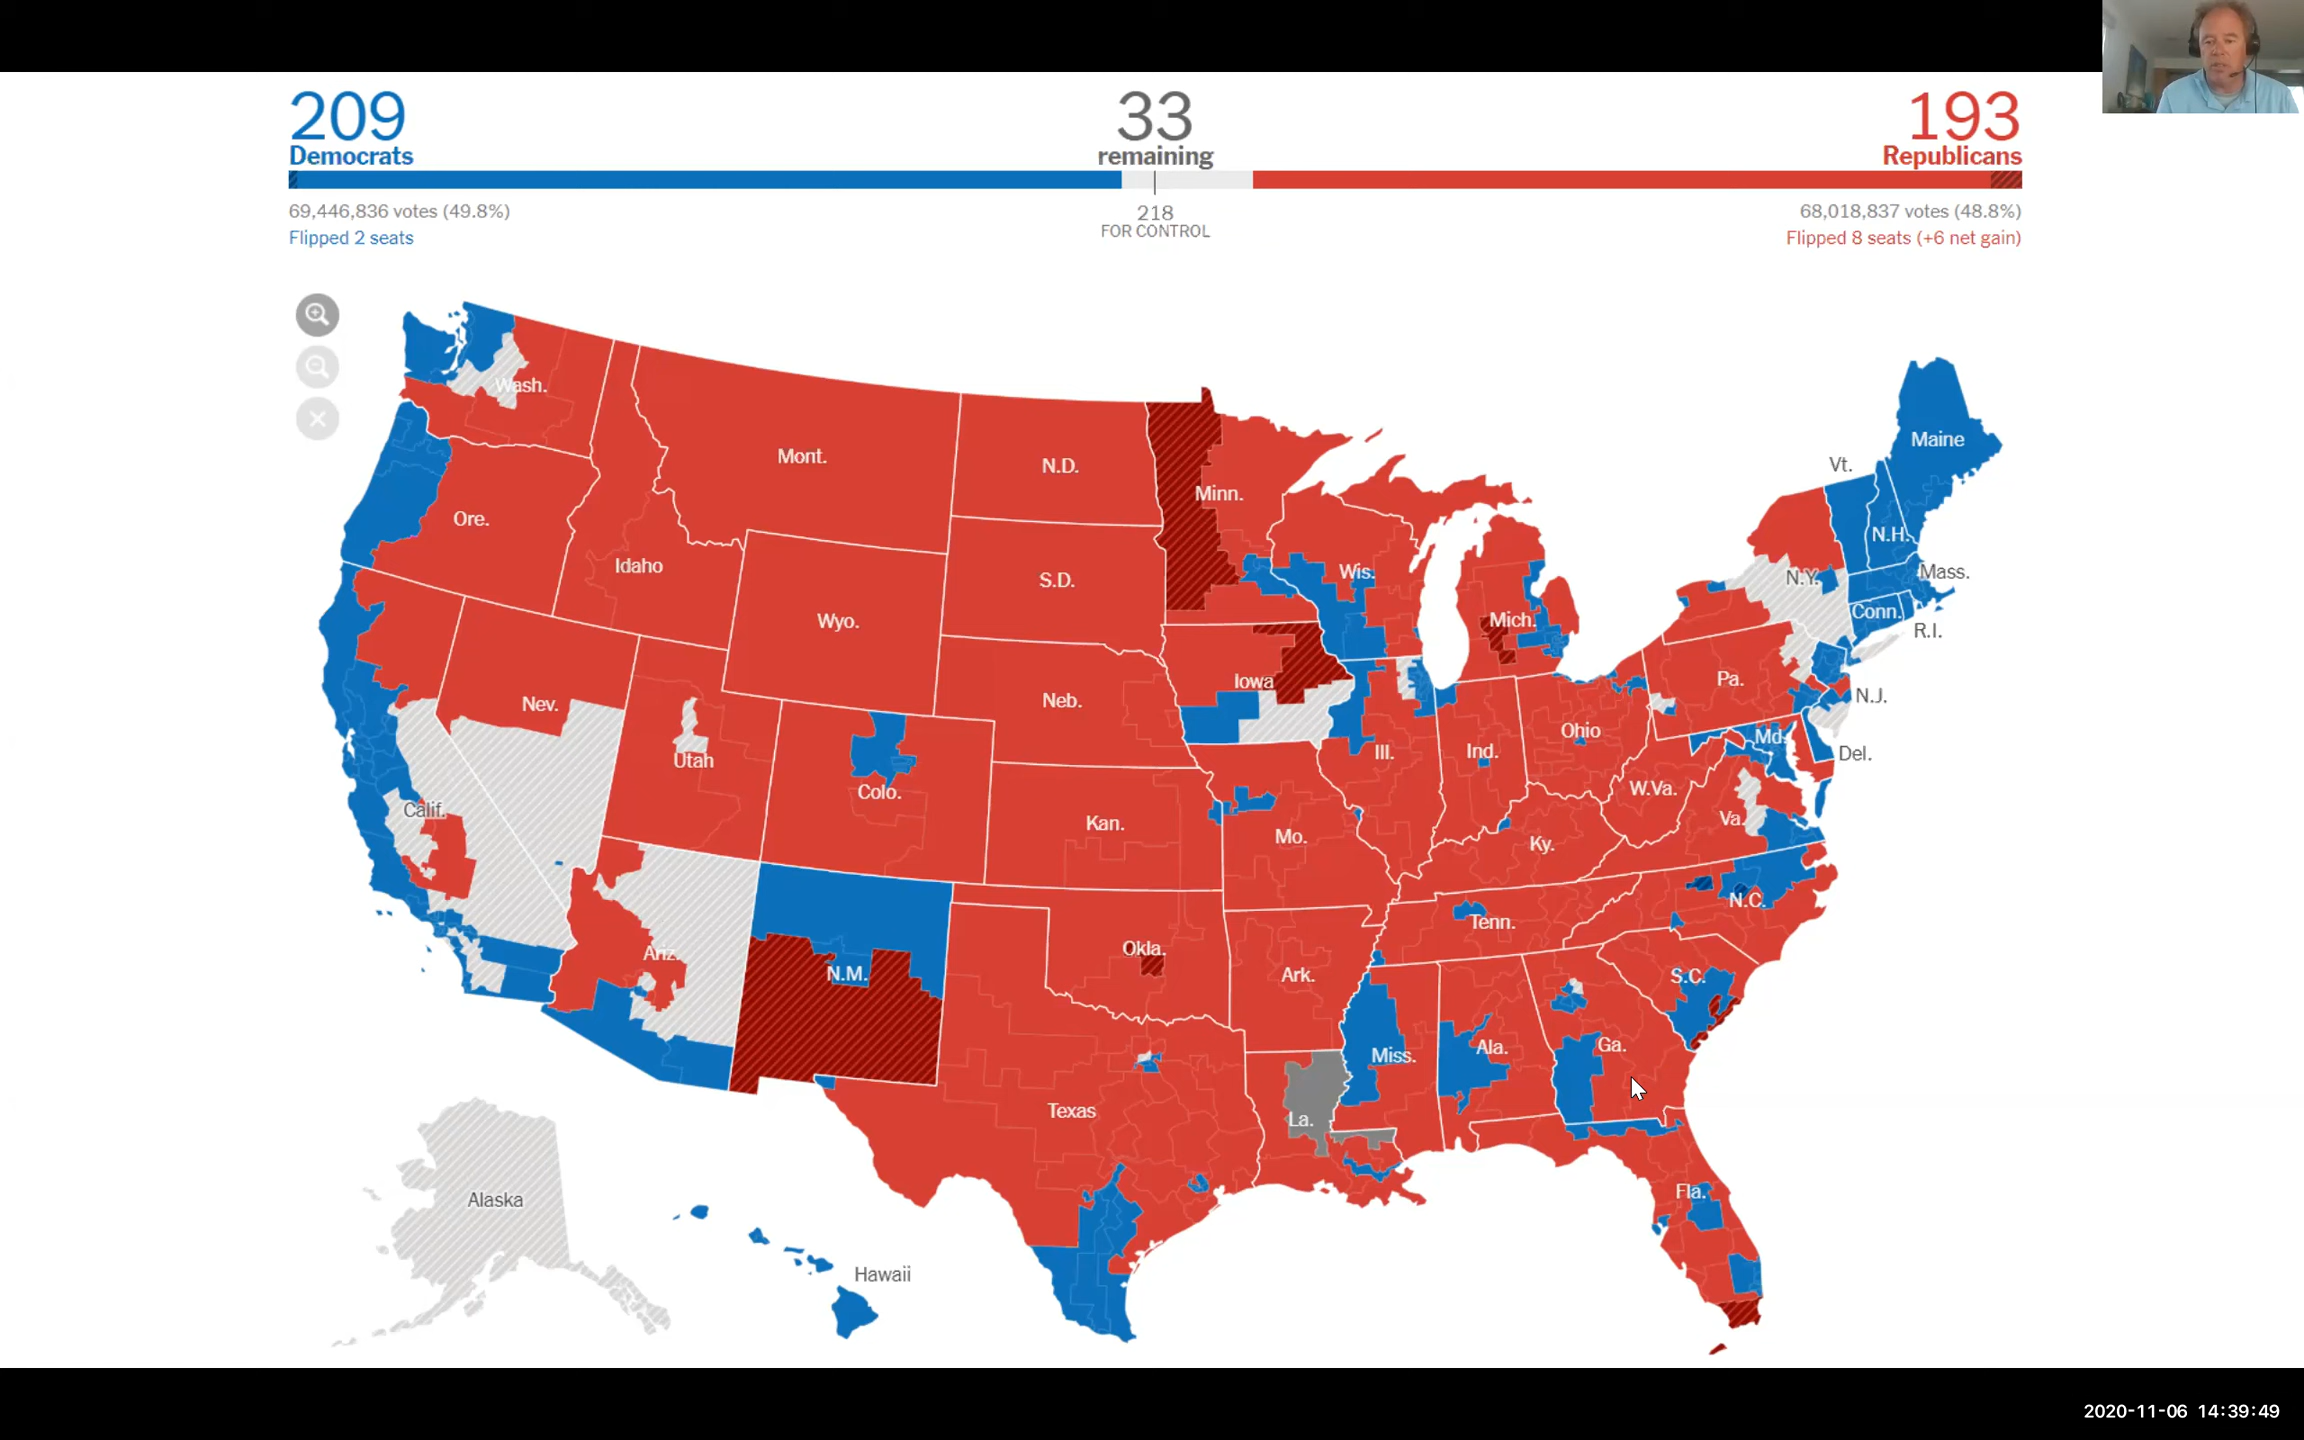 209
Democrats
33
remaining
193
Republicans
69,446,836 votes (49.8%)
Flipped 2 seats
218
FOR CONTROL
68,018,837 votes (48.8%)
Flipped 8 seats (+6 net gain)
Wash.
Mont.
N.D.
Minn.
Maine
Vt.
Ore.
N.H.
Idaho
S.D.
Wis.
N.Y.
Mass.
Wyo.
Mich.
Conn.
R.I.
Nev.
Neb.
Iowa
Pa.
N.J.
Utah
Colo.
Ill.
Ind.
Ohio
Md.
Del.
Calif.
Kan.
Mo.
Ky.
W.Va.
Va.
Ariz.
N.M.
Okla.
Ark.
Tenn.
N.C.
S.C.
Texas
La.
Miss.
Ala.
Ga.
Fla.
Alaska
Hawaii
2020-11-06 14:39:49